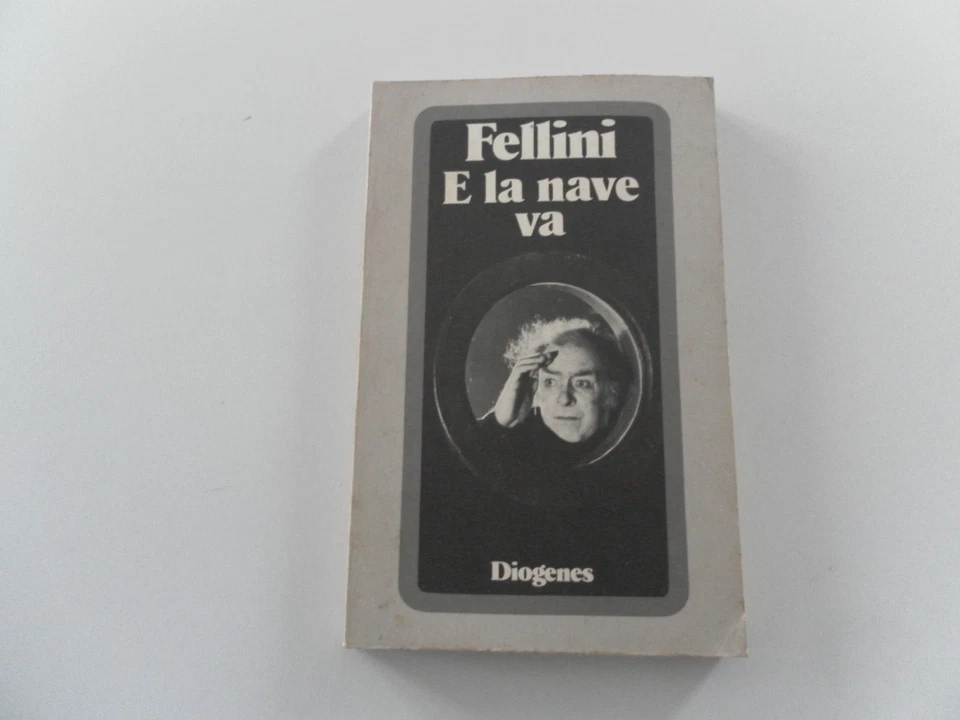 Fellini
E la nave
va
Diogenes